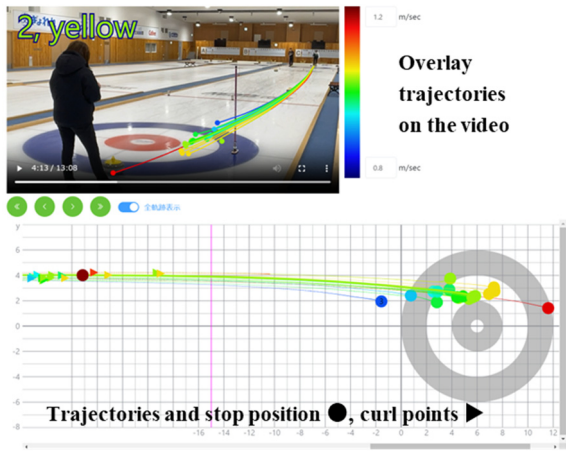 2, yellow
1.2 m/sec
Overlay
trajectories
on the video
4:13 / 13:08
0.8 m/sec
全軌跡表示
y
8
6
4
2
0
-2
-4
-6
-8
3
Trajectories and stop position ●, curl points ▶
-16 -14 -12 -10 -8 -6 -4 -2 0 2 4 6 8 10 12